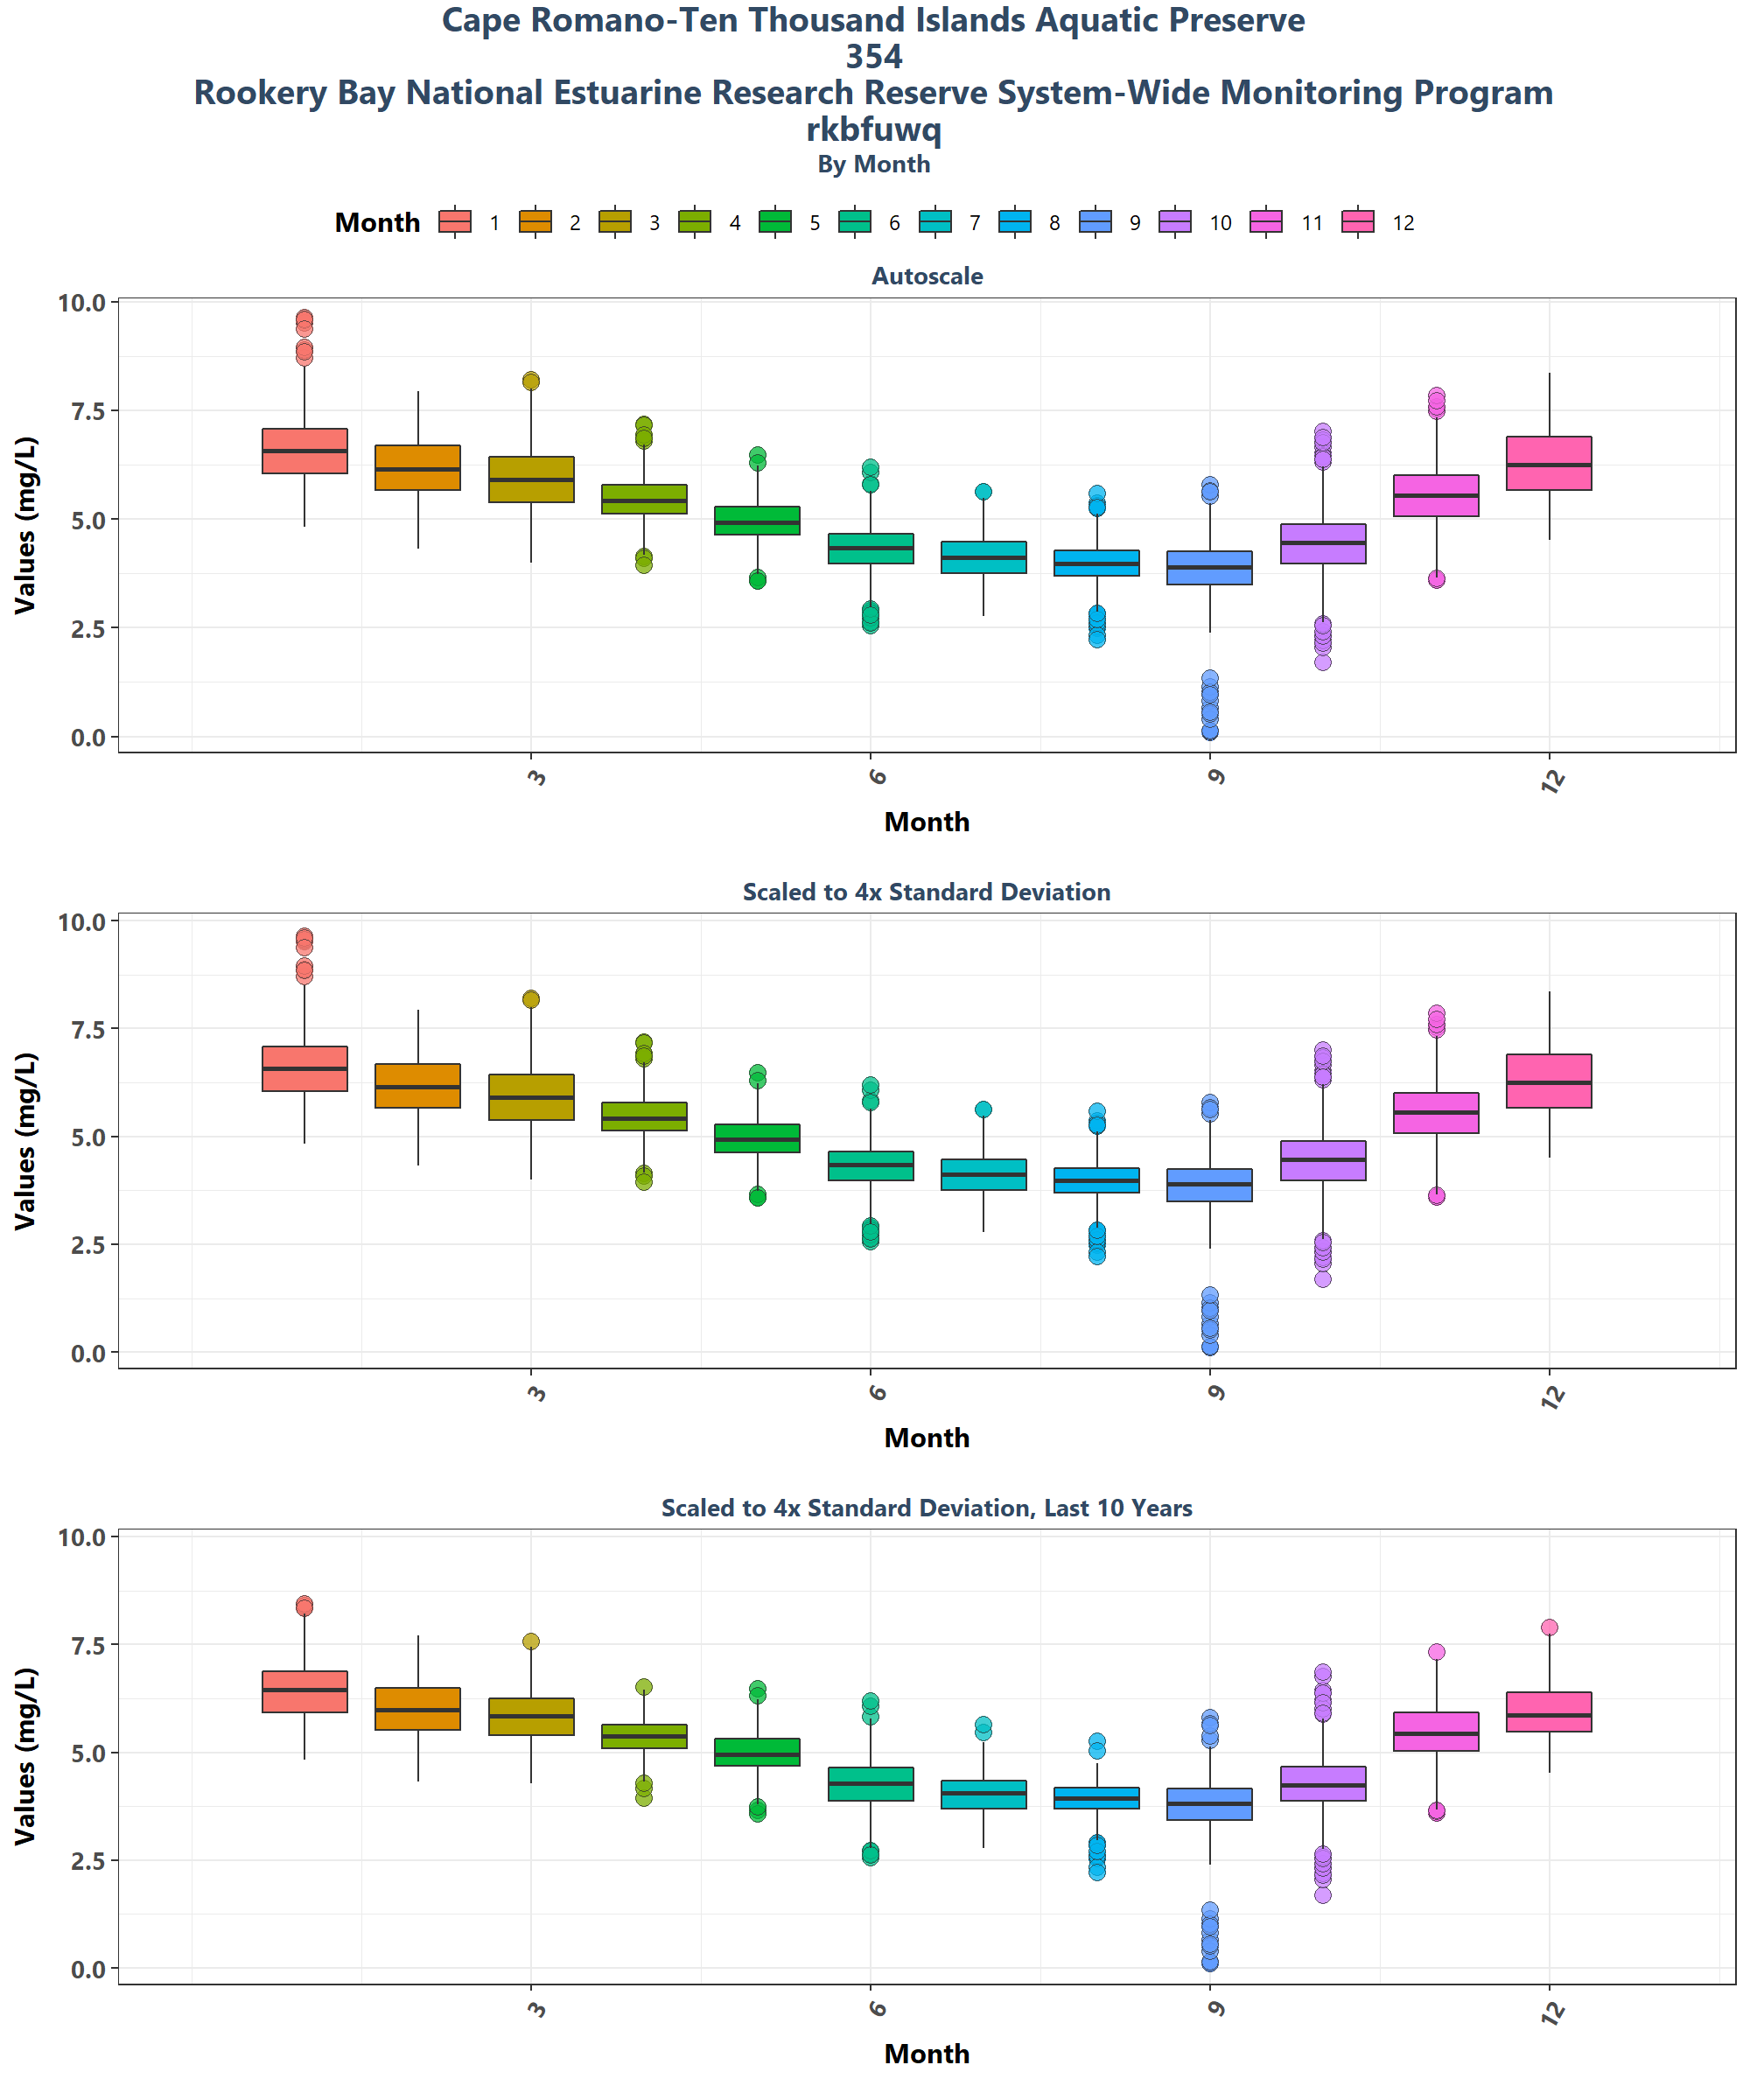 Cape Romano-Ten Thousand Islands Aquatic Preserve
354
Rookery Bay National Estuarine Research Reserve System-Wide Monitoring Program
rkbfuwq
By Month
Month 1 2 3 4 5 6 7 8 9 10 11 12
Autoscale
Values (mg/L)
10.0
7.5
5.0
2.5
0.0
3 6 9 12
Month
Scaled to 4x Standard Deviation
Values (mg/L)
10.0
7.5
5.0
2.5
0.0
3 6 9 12
Month
Scaled to 4x Standard Deviation, Last 10 Years
Values (mg/L)
10.0
7.5
5.0
2.5
0.0
3 6 9 12
Month